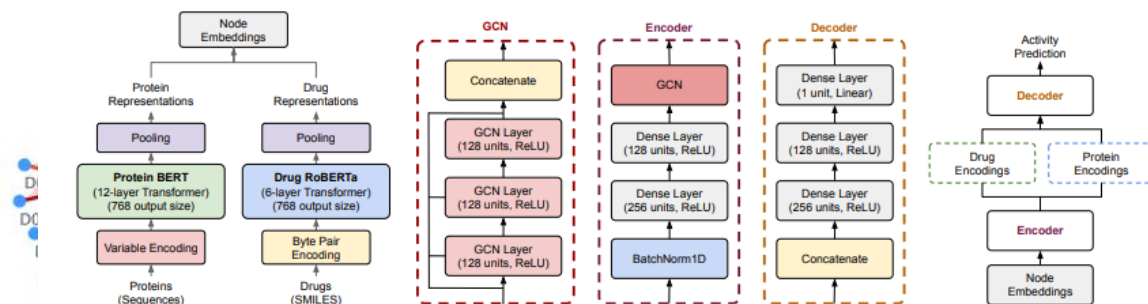 Node
Embeddings
Protein
Representations
Drug
Representations
Pooling
Pooling
Protein BERT
(12-layer Transformer)
(768 output size)
Drug RoBERTa
(6-layer Transformer)
(768 output size)
Variable Encoding
Byte Pair
Encoding
Proteins
(Sequences)
Drugs
(SMILES)
GCN
Concatenate
GCN Layer
(128 units, ReLU)
GCN Layer
(128 units, ReLU)
GCN Layer
(128 units, ReLU)
Encoder
GCN
Dense Layer
(128 units, ReLU)
Dense Layer
(256 units, ReLU)
BatchNorm1D
Decoder
Dense Layer
(1 unit, Linear)
Dense Layer
(128 units, ReLU)
Dense Layer
(256 units, ReLU)
Concatenate
Activity
Prediction
Decoder
Drug
Encodings
Protein
Encodings
Encoder
Node
Embeddings